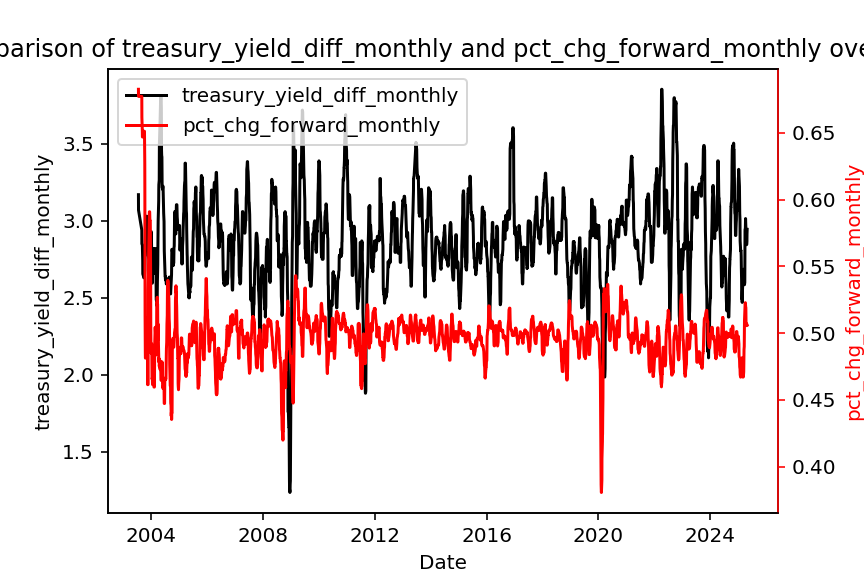 parison of treasury_yield_diff_monthly and pct_chg_forward_monthly ove
treasury_yield_diff_monthly
pct_chg_forward_monthly
3.5
3.0
2.5
2.0
1.5
treasury_yield_diff_monthly
0.65
0.60
0.55
0.50
0.45
0.40
pct_chg_forward_monthly
2004
2008
2012
2016
2020
2024
Date